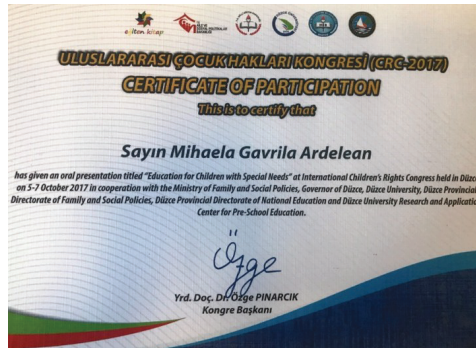 eğiten kitap
ULUSLARARASI ÇOCUK HAKLARI KONGRESİ (CRC-2017)
CERTIFICATE OF PARTICIPATION
This is to certify that
Sayın Mihaela Gavrila Ardelean
has given an oral presentation titled "Education for Children with Special Needs" at International Children's Rights Congress held in Düzce
on 5-7 October 2017 in cooperation with the Ministry of Family and Social Policies, Governor of Düzce, Düzce University, Düzce Provincial
Directorate of Family and Social Policies, Düzce Provincial Directorate of National Education and Düzce University Research and Applicatio
Center for Pre-School Education.
Özge
Yrd. Doç. Dr. Özge PINARCIK
Kongre Başkanı